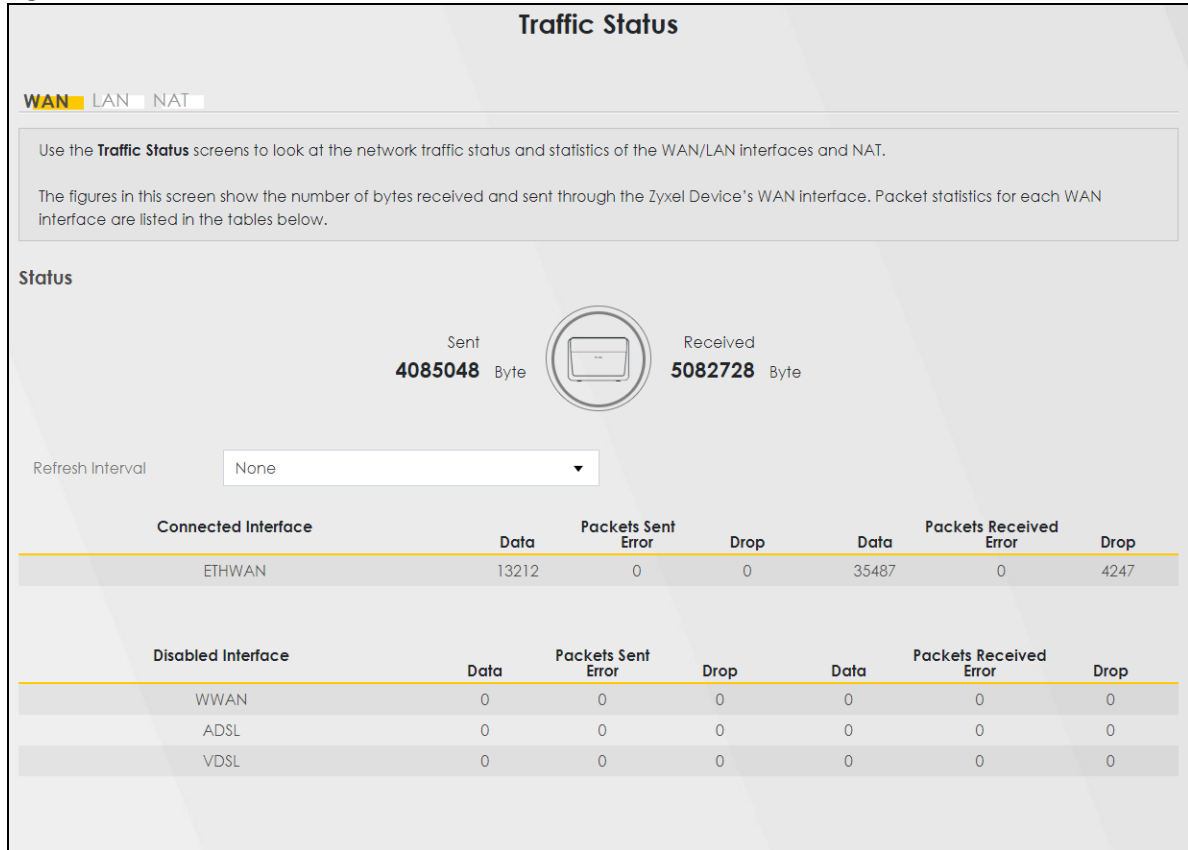 Traffic Status
WAN LAN NAT
Use the Traffic Status screens to look at the network traffic status and statistics of the WAN/LAN interfaces and NAT.
The figures in this screen show the number of bytes received and sent through the Zyxel Device's WAN interface. Packet statistics for each WAN
interface are listed in the tables below.
Status
Sent Received
4085048 Byte 5082728 Byte
Refresh Interval None
Connected Interface Packets Sent Packets Received
Data Error Drop Data Error Drop
ETHWAN 13212 0 0 35487 0 4247
Disabled Interface Packets Sent Packets Received
Data Error Drop Data Error Drop
WWAN 0 0 0 0 0 0
ADSL 0 0 0 0 0 0
VDSL 0 0 0 0 0 0